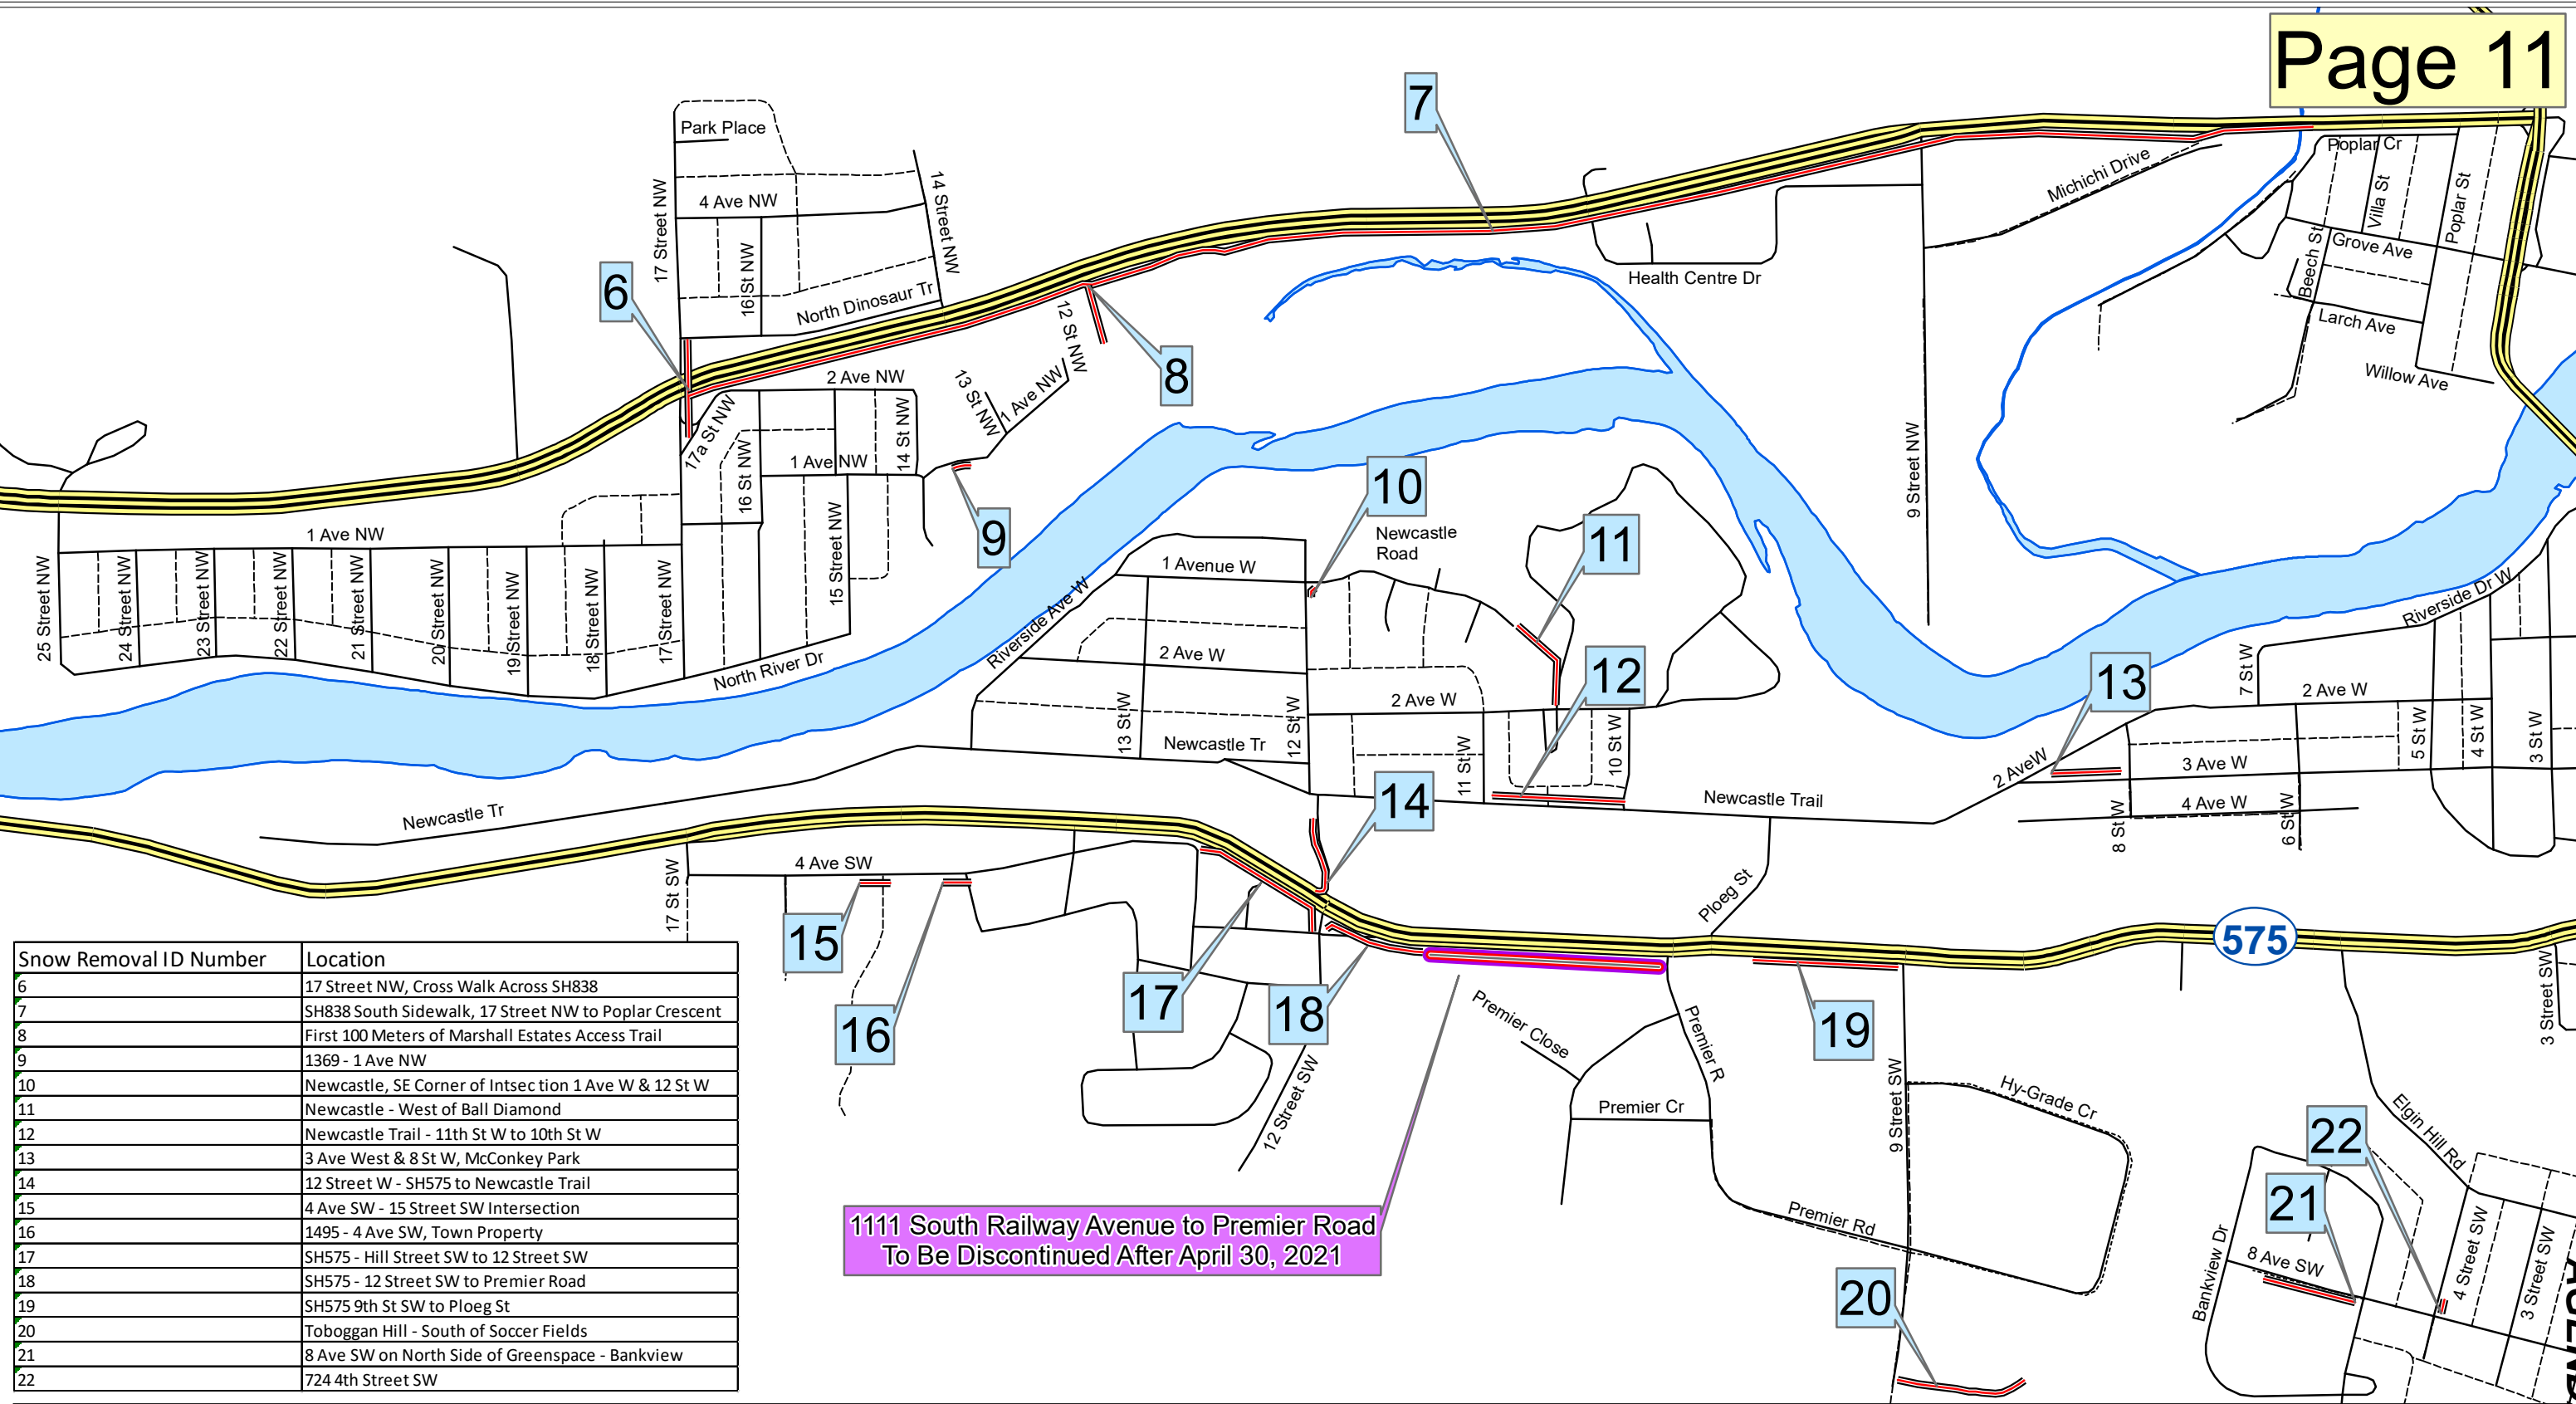 Page 11
7
Park Place
Poplar Cr
Michichi Drive
14 Street NW
17 Street NW
4 Ave NW
Villa St
Poplar St
Grove Ave
Beech St
16 St NW
North Dinosaur Tr
Health Centre Dr
6
12 St NW
Larch Ave
8
2 Ave NW
13 St NW
1 Ave NW
Willow Ave
17a St NW
14 St NW
16 St NW
1 Ave NW
9 Street NW
10
9
Newcastle
Road
11
1 Ave NW
15 Street NW
1 Avenue W
25 Street NW
24 Street NW
23 Street NW
22 Street NW
21 Street NW
20 Street NW
19 Street NW
18 Street NW
17 Street NW
Riverside Ave W
Riverside Dr W
North River Dr
2 Ave W
12
13
7 St W
2 Ave W
2 Ave W
13 St W
12 St W
Newcastle Tr
11 St W
10 St W
5 St W
4 St W
3 St W
2 Ave W
3 Ave W
14
Newcastle Trail
4 Ave W
Newcastle Tr
8 St W
6 St W
4 Ave SW
17 St SW
Ploeg St
15
575
17
18
16
19
Premier Close
Premier R
3 Street SW
12 Street SW
Premier Cr
9 Street SW
Hy-Grade Cr
Elgin Hill Rd
22
21
1111 South Railway Avenue to Premier Road
To Be Discontinued After April 30, 2021
Premier Rd
Bankview Dr
8 Ave SW
4 Street SW
3 Street SW
20
Snow Removal ID Number Location
6 17 Street NW, Cross Walk Across SH838
7 SH838 South Sidewalk, 17 Street NW to Poplar Crescent
8 First 100 Meters of Marshall Estates Access Trail
9 1369 - 1 Ave NW
10 Newcastle, SE Corner of Intsec tion 1 Ave W & 12 St W
11 Newcastle - West of Ball Diamond
12 Newcastle Trail - 11th St W to 10th St W
13 3 Ave West & 8 St W, McConkey Park
14 12 Street W - SH575 to Newcastle Trail
15 4 Ave SW - 15 Street SW Intersection
16 1495 - 4 Ave SW, Town Property
17 SH575 - Hill Street SW to 12 Street SW
18 SH575 - 12 Street SW to Premier Road
19 SH575 9th St SW to Ploeg St
20 Toboggan Hill - South of Soccer Fields
21 8 Ave SW on North Side of Greenspace - Bankview
22 724 4th Street SW